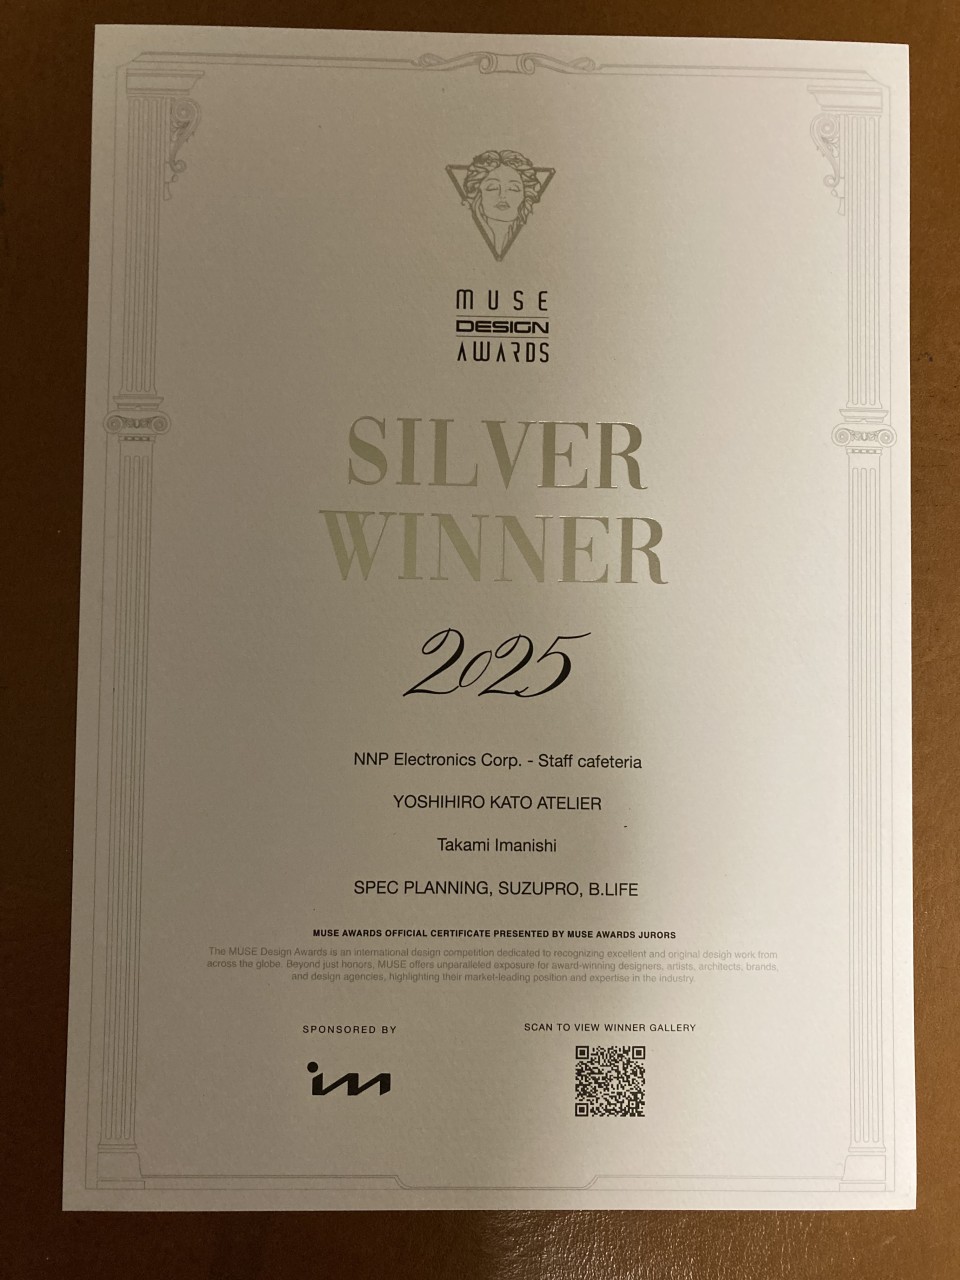 MUSE
DESIGN
AWARDS
SILVER
WINNER
2025
NNP Electronics Corp. - Staff cafeteria
YOSHIHIRO KATO ATELIER
Takami Imanishi
SPEC PLANNING, SUZUPRO, B.LIFE
MUSE AWARDS OFFICIAL CERTIFICATE PRESENTED BY MUSE AWARDS JURORS
The MUSE Design Awards is an international design competition dedicated to recognizing excellent and original design work from
across the globe. Beyond just honors, MUSE offers unparalleled exposure for award-winning designers, artists, architects, brands,
and design agencies, highlighting their market-leading position and expertise in the industry.
SPONSORED BY
im
SCAN TO VIEW WINNER GALLERY